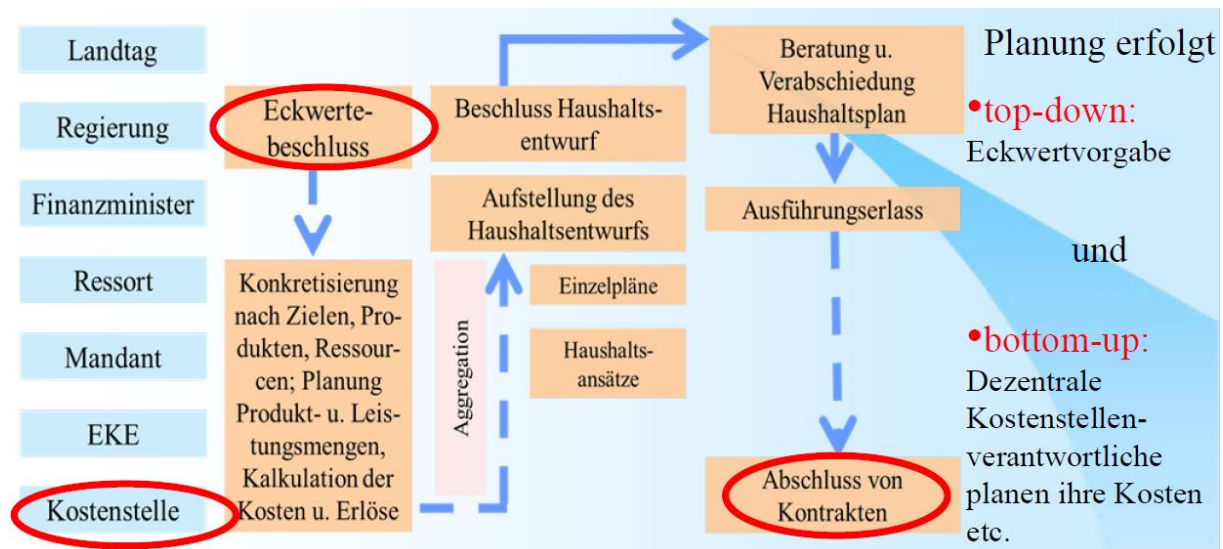 Landtag
Regierung
Finanzminister
Ressort
Mandant
EKE
Kostenstelle
Eckwerte-
beschluss
Konkretisierung
nach Zielen, Pro-
dukten, Ressour-
cen; Planung
Produkt- u. Leis-
tungsmengen,
Kalkulation der
Kosten u. Erlöse
Aggregation
Beschluss Haushalts-
entwurf
Aufstellung des
Haushaltsentwurfs
Einzelpläne
Haushalts-
ansätze
Beratung u.
Verabschiedung
Haushaltsplan
Ausführungserlass
Abschluss von
Kontrakten
Planung erfolgt
•top-down:
Eckwertvorgabe
und
•bottom-up:
Dezentrale
Kostenstellen-
verantwortliche
planen ihre Kosten
etc.